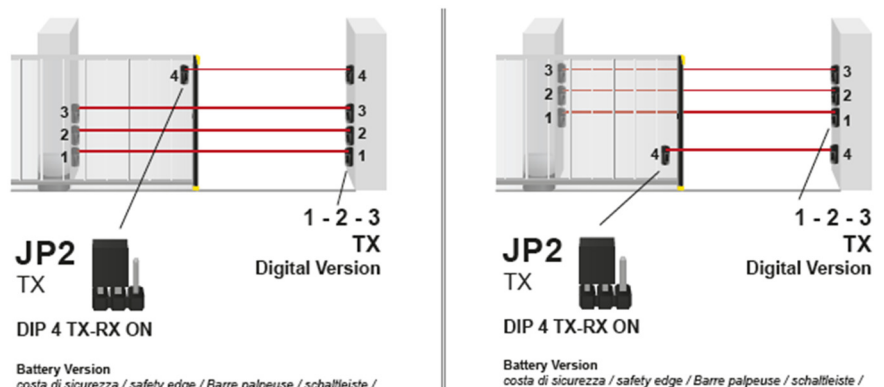 4 4
3 3
2 2
1 1
1 - 2 - 3
TX
Digital Version
JP2
TX
DIP 4 TX-RX ON
Battery Version
costa di sicurezza / safety edge / Barre palpeuse / schaltleiste /
3 3
2 2
1 1
4 4
1 - 2 - 3
TX
Digital Version
JP2
TX
DIP 4 TX-RX ON
Battery Version
costa di sicurezza / safety edge / Barre palpeuse / schaltleiste /